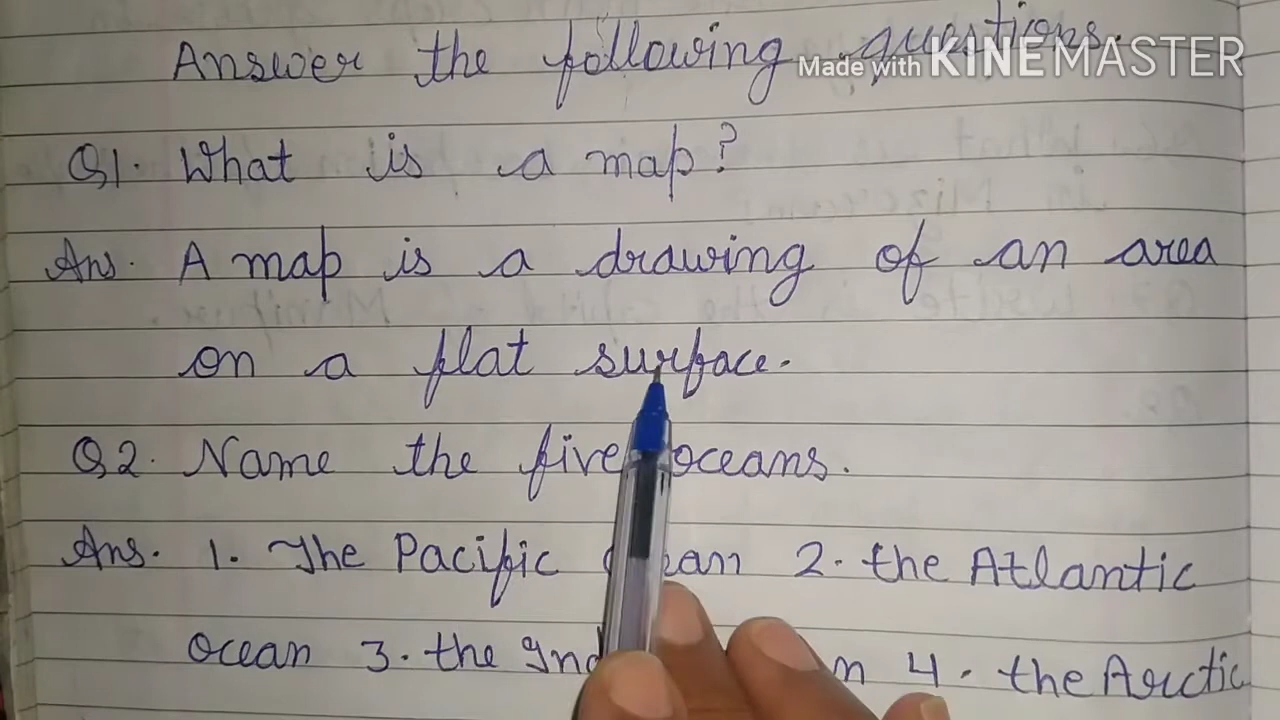 Answer the following questions.
Made with KINEMASTER
Q1. What is a map?
Ans. A map is a drawing of an area
on a flat surface.
Q2. Name the five oceans.
Ans. 1. The Pacific 2. the Atlantic
ocean 3. the 4. the Arctic